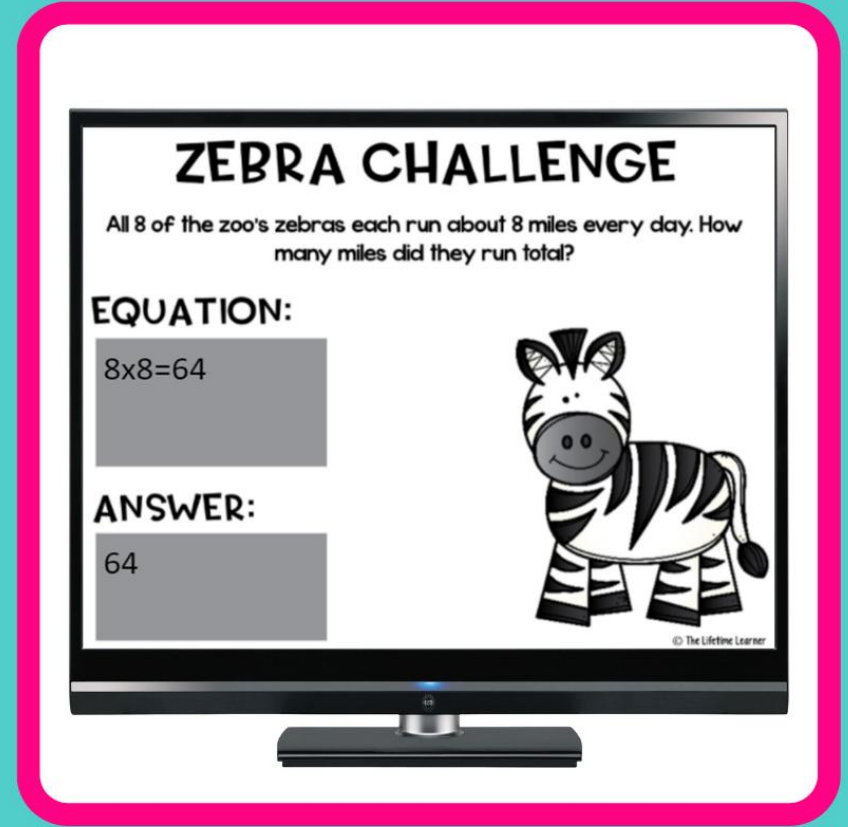 ZEBRA CHALLENGE
All 8 of the zoo's zebras each run about 8 miles every day. How
many miles did they run total?
EQUATION:
8x8=64
ANSWER:
64
© The Lifetime Learner